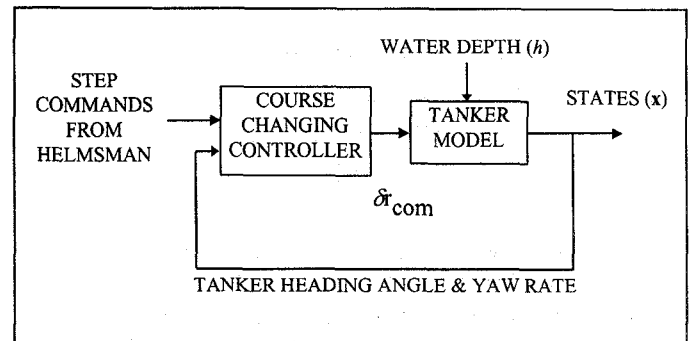 WATER DEPTH (h)
STEP
COMMANDS
FROM
HELMSMAN
COURSE
CHANGING
CONTROLLER
TANKER
MODEL
STATES (x)
δr com
TANKER HEADING ANGLE & YAW RATE